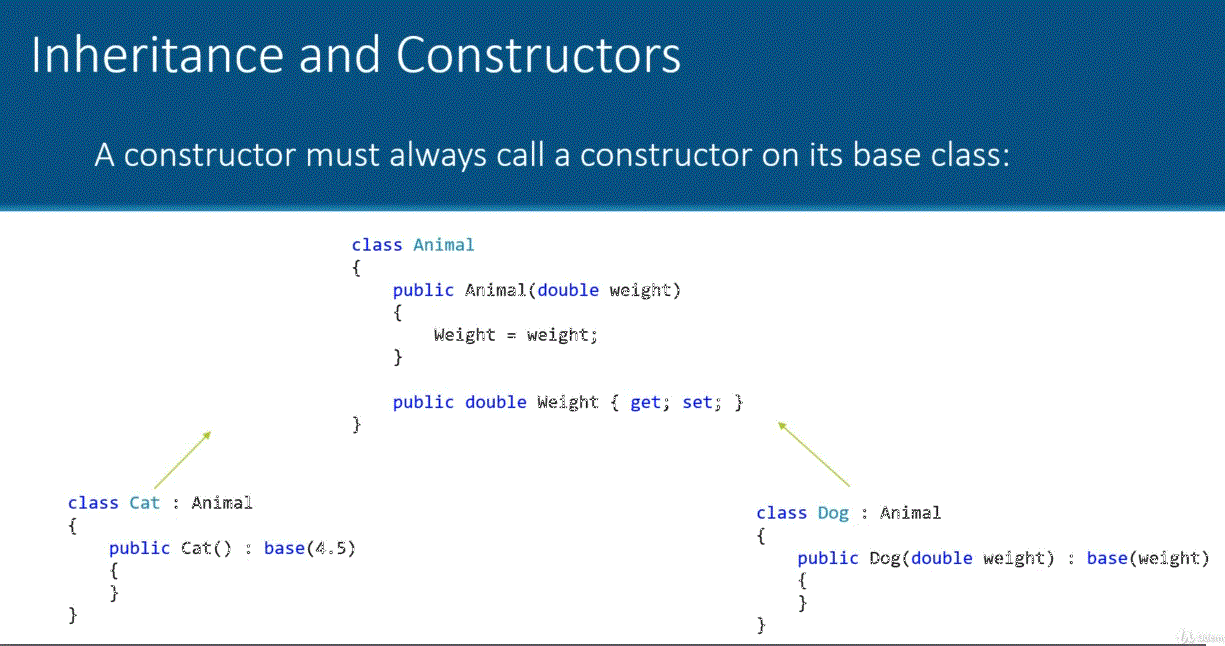 Inheritance and Constructors
A constructor must always call a constructor on its base class:
class Animal
{
    public Animal(double weight)
    {
        Weight = weight;
    }
    public double Weight { get; set; }
}
class Cat : Animal
{
    public Cat() : base(4.5)
    {
    }
}
class Dog : Animal
{
    public Dog(double weight) : base(weight)
    {
    }
}
Udemy